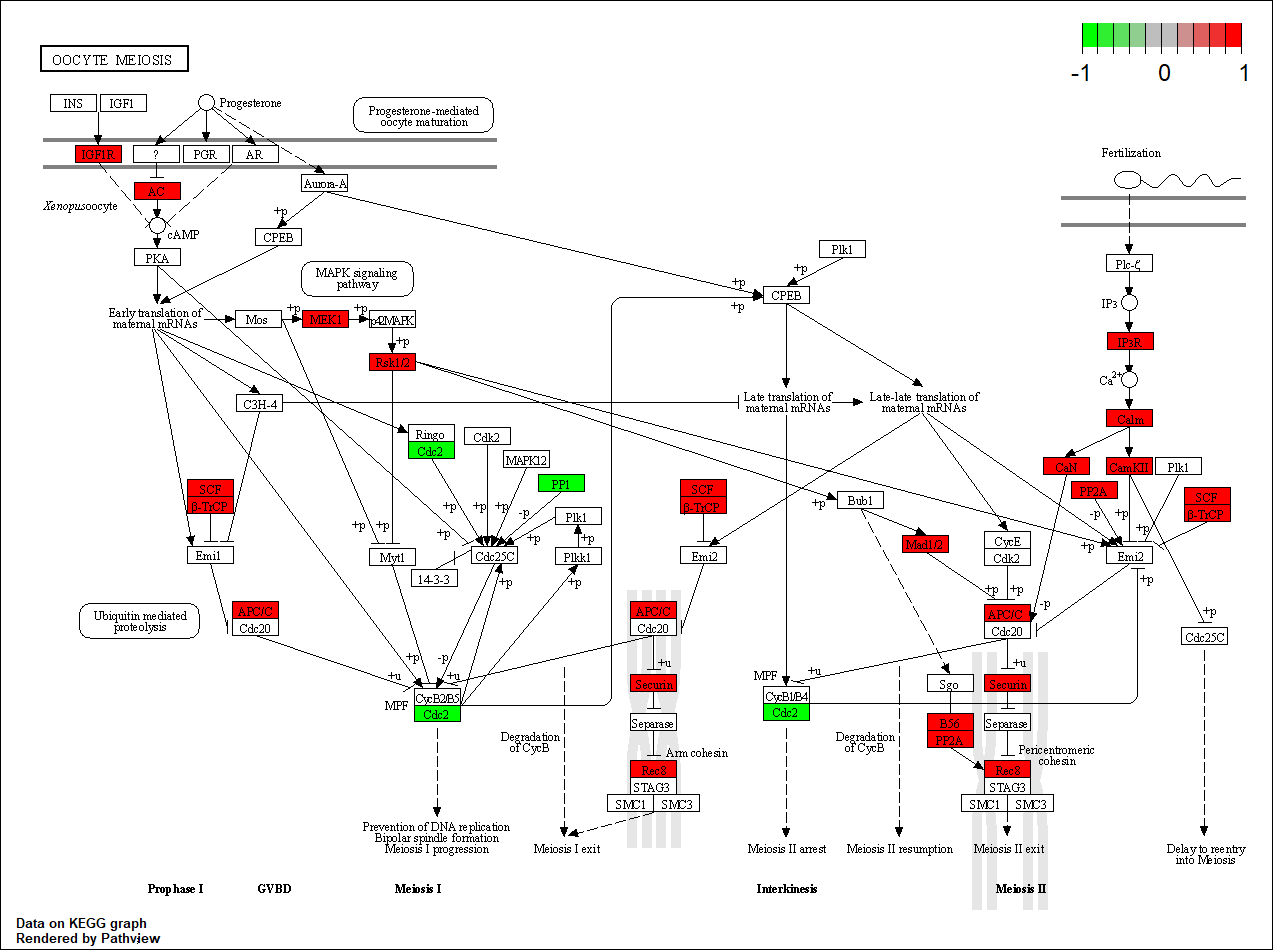 OOCYTE MEIOSIS
-1 0 1
INS IGF1
Progesterone
Progesterone-mediated
oocyte maturation
IGF1R ? PGR AR
Fertilization
AC
Aurora-A
Xenopus oocyte
cAMP
+p
CPEB
PKA
Plk1
+p
Plc-ζ
MAPK signaling
pathway
+p
CPEB
+p
IP3
Early translation of
maternal mRNAs
Mos
+p
MEK1
+p
p42MAPK
+p
IP3R
Rsk1/2
Ca2+
C3H-4
Late translation of
maternal mRNAs
Late-late translation of
maternal mRNAs
Calm
Ringo
Cdc2
Cdk2
MAPK12
PP1
CaN CamKII Plk1
PP2A
SCF
β-TrCP
SCF
β-TrCP
SCF
β-TrCP
Bub1
+p
+p
+p
+p
+p
-p
Plk1
+p
+p
+p
-p
+p
+p
+p
Mad1/2
CycE
Cdk2
Emi1
Myt1
Cdc25C
Plkk1
Emi2
Emi2
14-3-3
+p
+p
+p
+p
+p
-p
+p
Ubiquitin mediated
proteolysis
APC/C
Cdc20
APC/C
Cdc20
APC/C
Cdc20
Cdc25C
+p
-p
+u
+u
+u
+u
+u
MPF
CycB2/B5
Cdc2
Securin
MPF
CycB1/B4
Cdc2
Sgo
Securin
Separase
B56
PP2A
Separase
Degradation
of CycB
Arm cohesin
Degradation
of CycB
Pericentromeric
cohesin
Rec8
STAG3
SMC1 SMC3
Rec8
STAG3
SMC1 SMC3
Prevention of DNA replication
Bipolar spindle formation
Meiosis I progression
Meiosis I exit
Meiosis II arrest
Meiosis II resumption
Meiosis II exit
Delay to reentry
into Meiosis
Prophase I GVBD Meiosis I Interkinesis Meiosis II
Data on KEGG graph
Rendered by Pathview